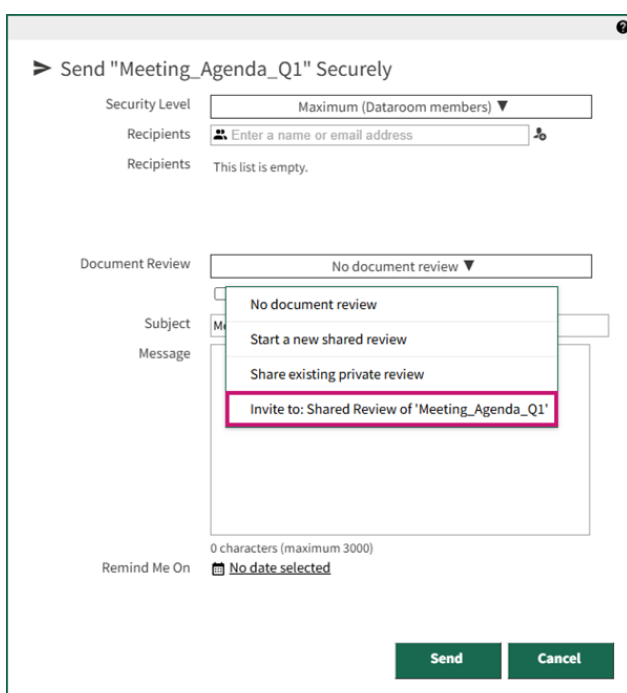 Send "Meeting_Agenda_Q1" Securely
Security Level Maximum (Dataroom members) ▼
Recipients Enter a name or email address
Recipients This list is empty.
Document Review No document review ▼
No document review
Subject
Start a new shared review
Message
Share existing private review
Invite to: Shared Review of 'Meeting_Agenda_Q1'
0 characters (maximum 3000)
Remind Me On No date selected
Send Cancel